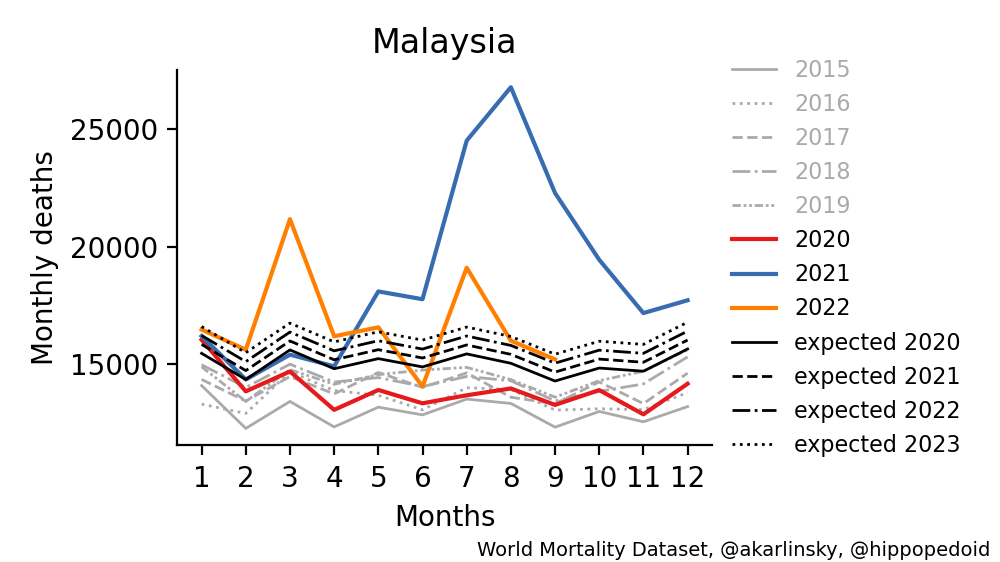 Malaysia
25000
20000
15000
Monthly deaths
1 2 3 4 5 6 7 8 9 10 11 12
Months
2015
2016
2017
2018
2019
2020
2021
2022
expected 2020
expected 2021
expected 2022
expected 2023
World Mortality Dataset, @akarlinsky, @hippopedoid